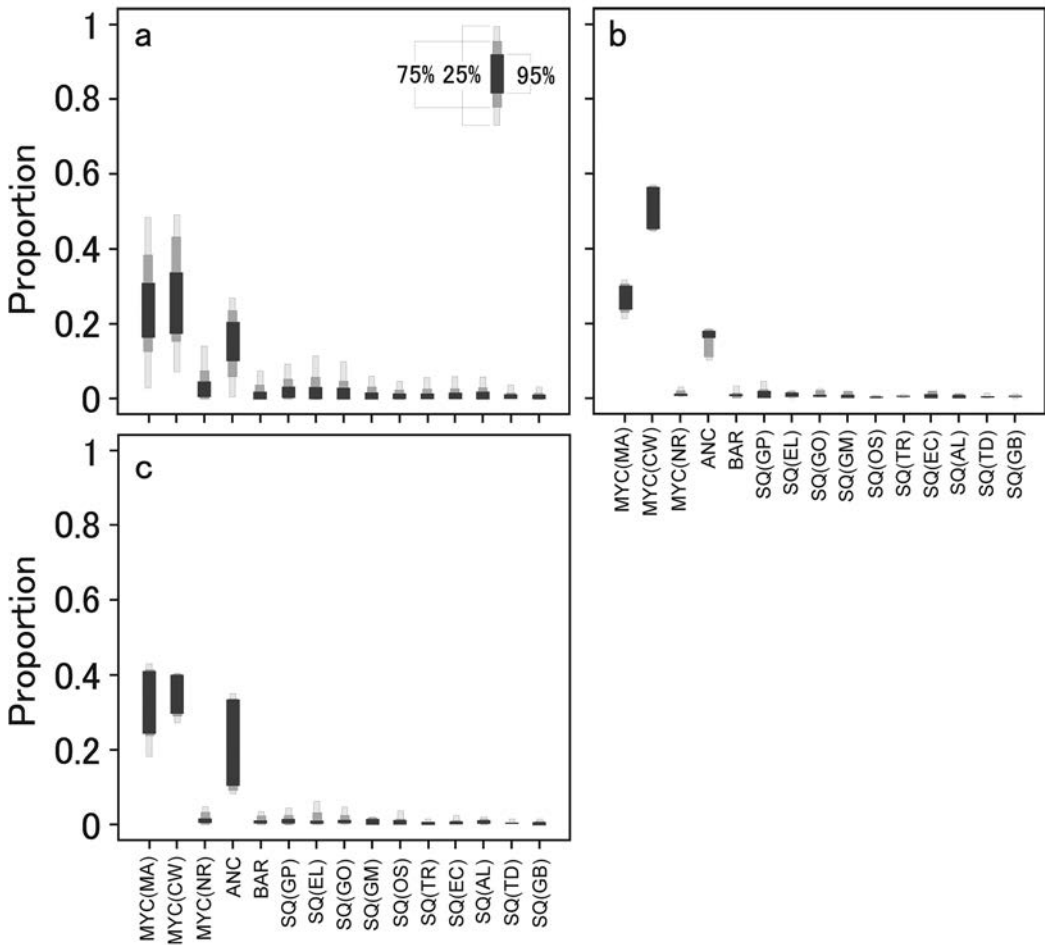 a
75% 25% 95%
1
0.8
0.6
0.4
0.2
0
Proportion
b
MYC(MA)
MYC(CW)
MYC(NR)
ANC
BAR
SQ(GP)
SQ(EL)
SQ(GO)
SQ(GM)
SQ(OS)
SQ(TR)
SQ(EC)
SQ(AL)
SQ(TD)
SQ(GB)
c
1
0.8
0.6
0.4
0.2
0
Proportion
MYC(MA)
MYC(CW)
MYC(NR)
ANC
BAR
SQ(GP)
SQ(EL)
SQ(GO)
SQ(GM)
SQ(OS)
SQ(TR)
SQ(EC)
SQ(AL)
SQ(TD)
SQ(GB)